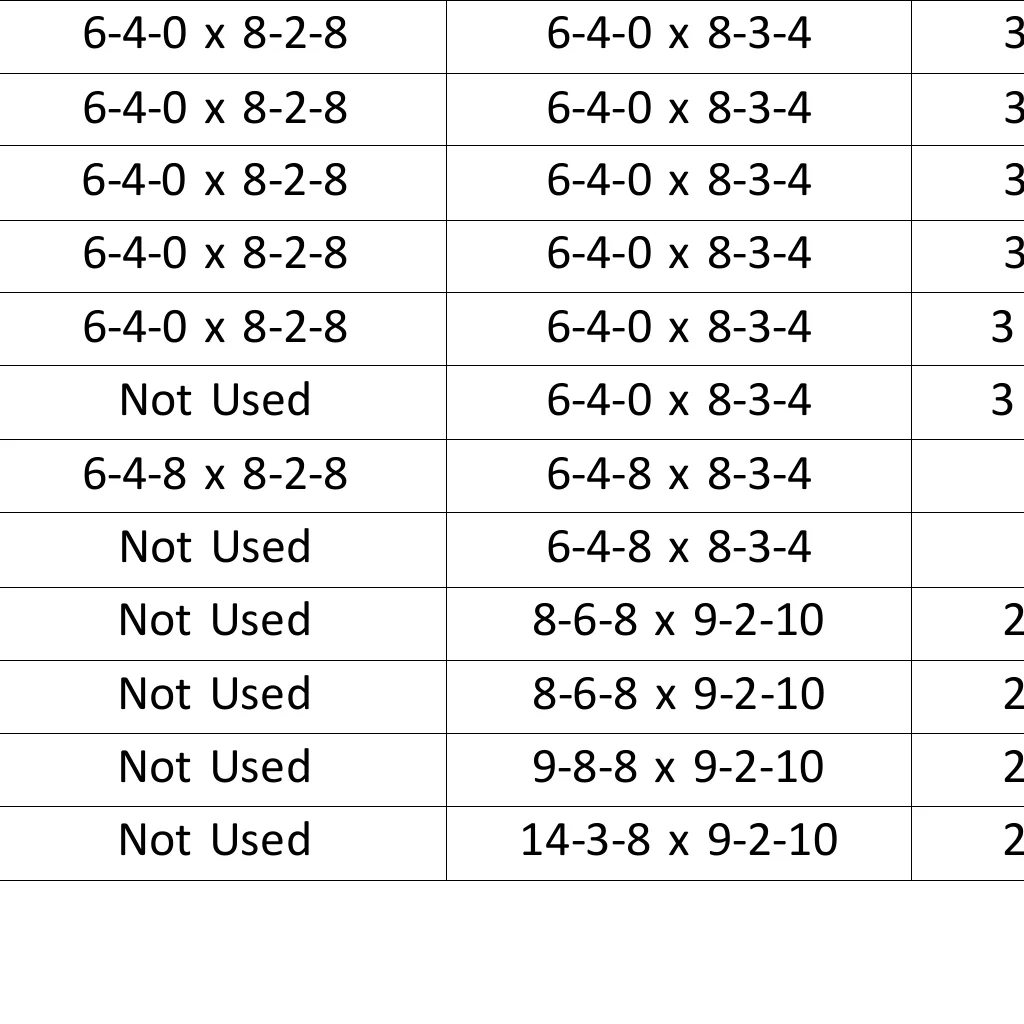 6-4-0 x 8-2-8 6-4-0 x 8-3-4 3
6-4-0 x 8-2-8 6-4-0 x 8-3-4 3
6-4-0 x 8-2-8 6-4-0 x 8-3-4 3
6-4-0 x 8-2-8 6-4-0 x 8-3-4 3
6-4-0 x 8-2-8 6-4-0 x 8-3-4 3
Not Used 6-4-0 x 8-3-4 3
6-4-8 x 8-2-8 6-4-8 x 8-3-4
Not Used 6-4-8 x 8-3-4
Not Used 8-6-8 x 9-2-10 2
Not Used 8-6-8 x 9-2-10 2
Not Used 9-8-8 x 9-2-10 2
Not Used 14-3-8 x 9-2-10 2